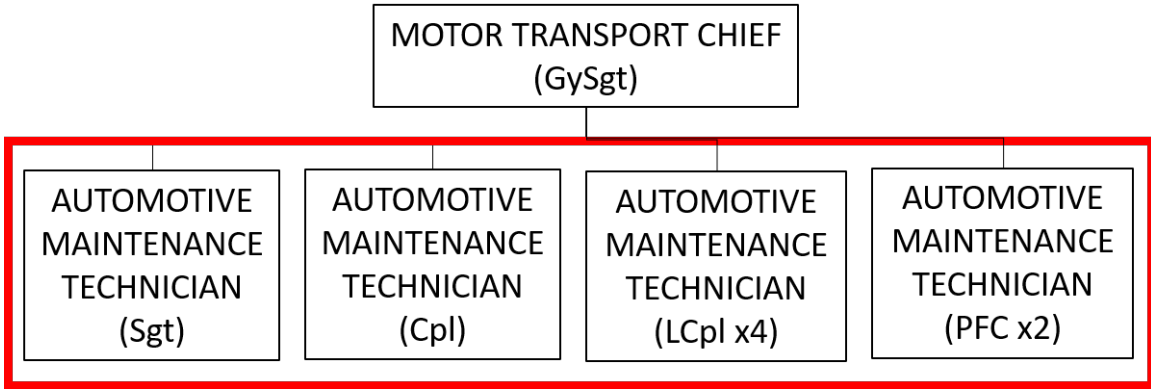 MOTOR TRANSPORT CHIEF
(GySgt)
AUTOMOTIVE
MAINTENANCE
TECHNICIAN
(Sgt)
AUTOMOTIVE
MAINTENANCE
TECHNICIAN
(Cpl)
AUTOMOTIVE
MAINTENANCE
TECHNICIAN
(LCpl x4)
AUTOMOTIVE
MAINTENANCE
TECHNICIAN
(PFC x2)